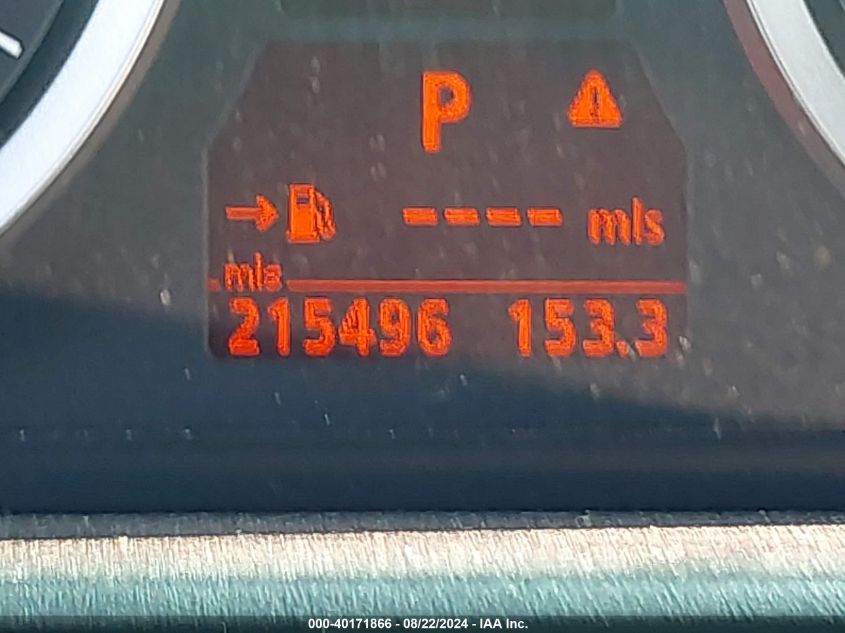 P
---- mls
mls
215496 153.3
000-40171866 - 08/22/2024 - IAA Inc.